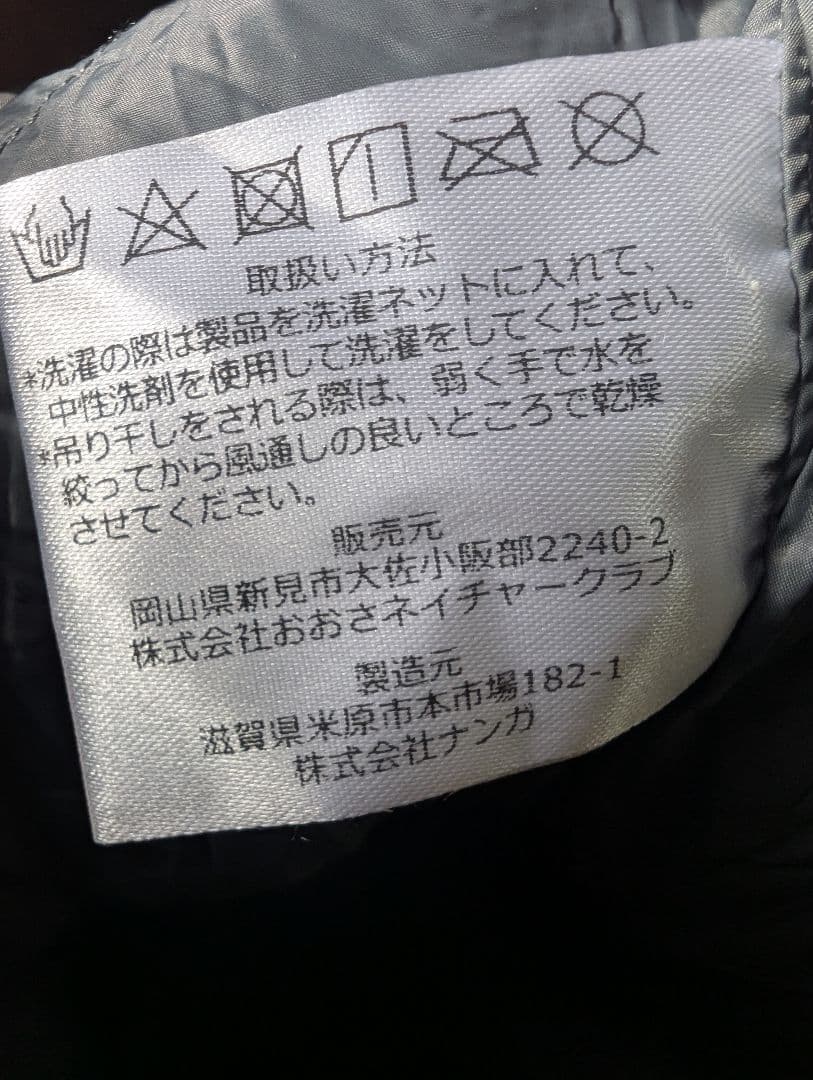 取扱い方法
*洗濯の際は製品を洗濯ネットに入れて、
中性洗剤を使用して洗濯をしてください。
*吊り干しをされる際は、弱く手で水を
絞ってから風通しの良いところで乾燥
させてください。
販売元
岡山県新見市大佐小阪部2240-2
株式会社おおさネイチャークラブ
製造元
滋賀県米原市本市場182-1
株式会社ナンガ